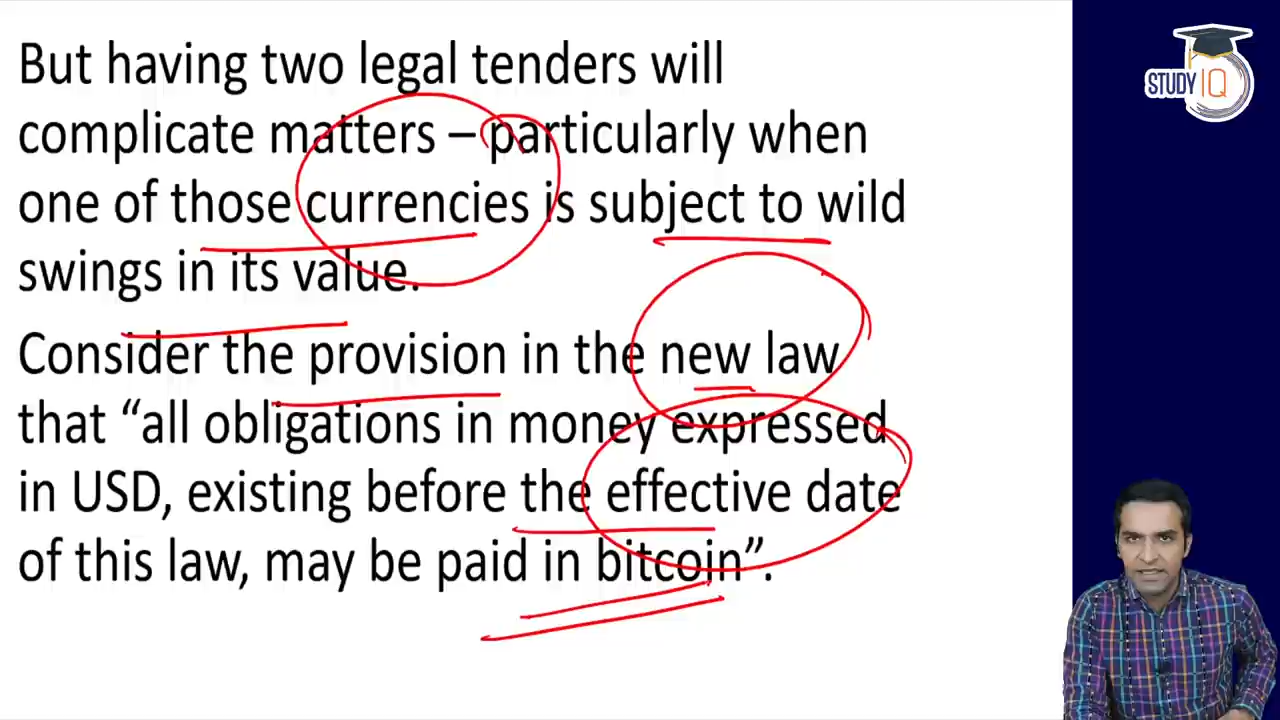 But having two legal tenders will
complicate matters – particularly when
one of those currencies is subject to wild
swings in its value.
Consider the provision in the new law
that “all obligations in money expressed
in USD, existing before the effective date
of this law, may be paid in bitcoin”.
STUDY IQ